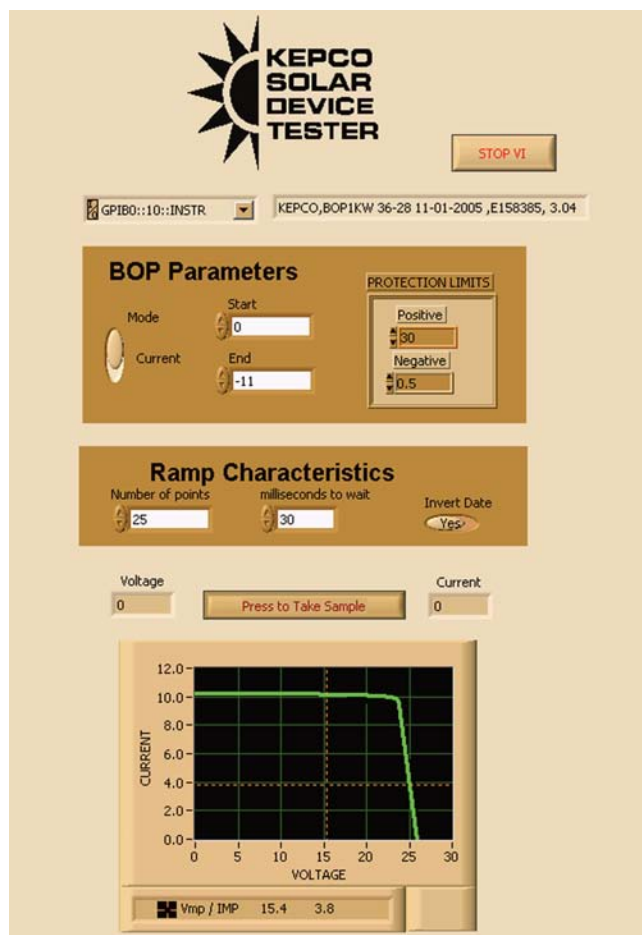 KEPCO
SOLAR
DEVICE
TESTER
STOP VI
GPIB0::10::INSTR
KEPCO,BOP1KW 36-28 11-01-2005 ,E158385, 3.04
BOP Parameters
PROTECTION LIMITS
Mode
Current
Start
0
End
-11
Positive
30
Negative
0.5
Ramp Characteristics
Number of points
25
milliseconds to wait
30
Invert Date
Yes
Voltage
0
Press to Take Sample
Current
0
12.0
10.0
8.0
6.0
4.0
2.0
0.0
CURRENT
0 5 10 15 20 25 30
VOLTAGE
Vmp / IMP 15.4 3.8